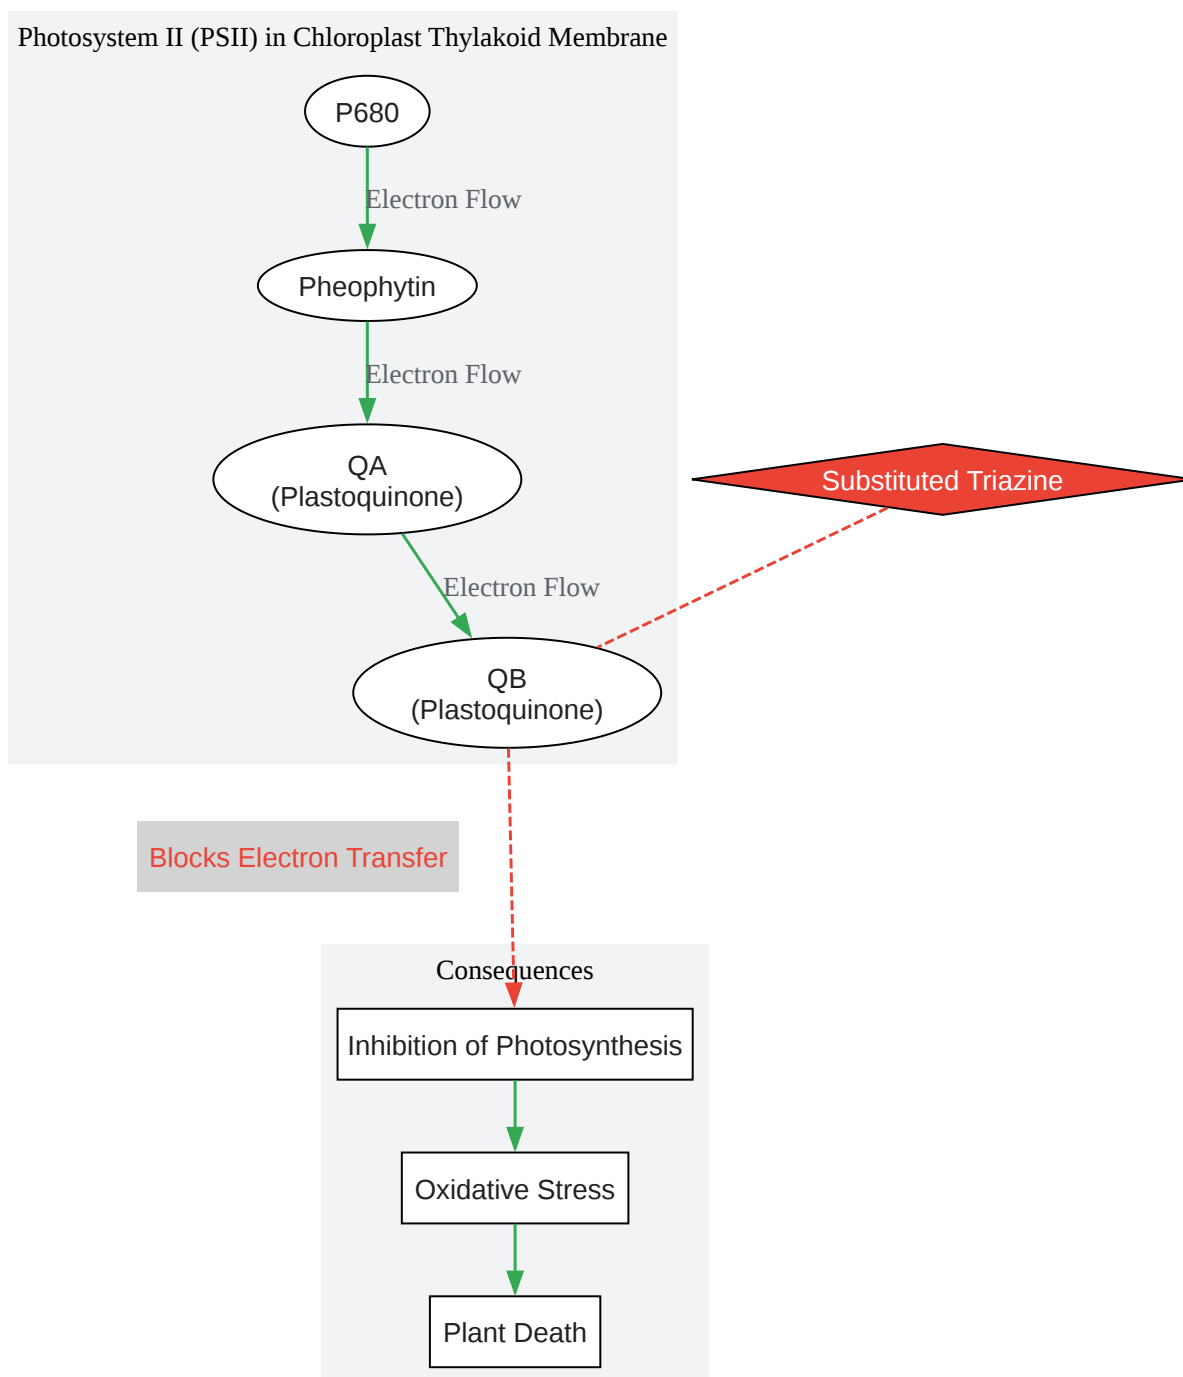 Photosystem II (PSII) in Chloroplast Thylakoid Membrane
P680
Electron Flow
Pheophytin
Electron Flow
QA
(Plastoquinone)
Substituted Triazine
Electron Flow
QB
(Plastoquinone)
Blocks Electron Transfer
Consequences
Inhibition of Photosynthesis
Oxidative Stress
Plant Death